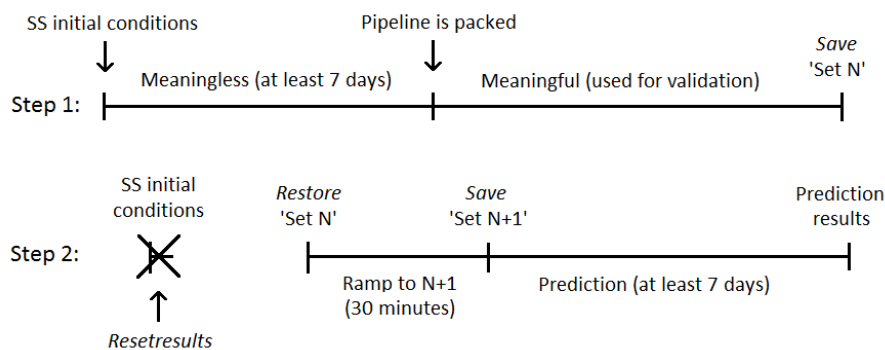 SS initial conditions
Pipeline is packed
Save
'Set N'
Meaningless (at least 7 days)
Meaningful (used for validation)
Step 1:
SS initial
conditions
Restore
'Set N'
Save
'Set N+1'
Prediction
results
Step 2:
Ramp to N+1
(30 minutes)
Prediction (at least 7 days)
Resetresults